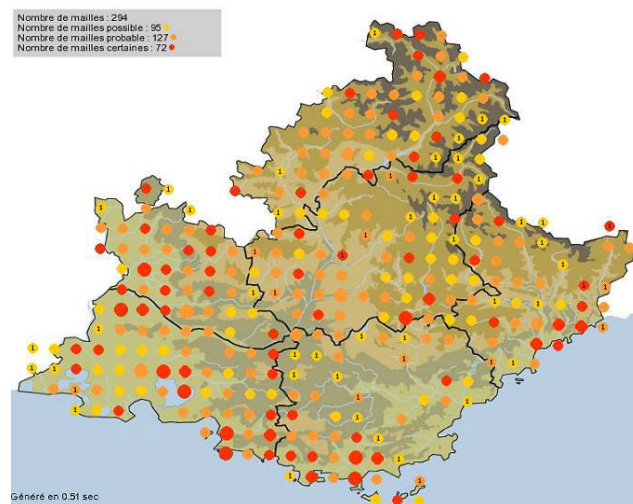 Nombre de mailles : 294
Nombre de mailles possible : 95
Nombre de mailles probable : 127
Nombre de mailles certaines : 72
Généré en 0.51 sec